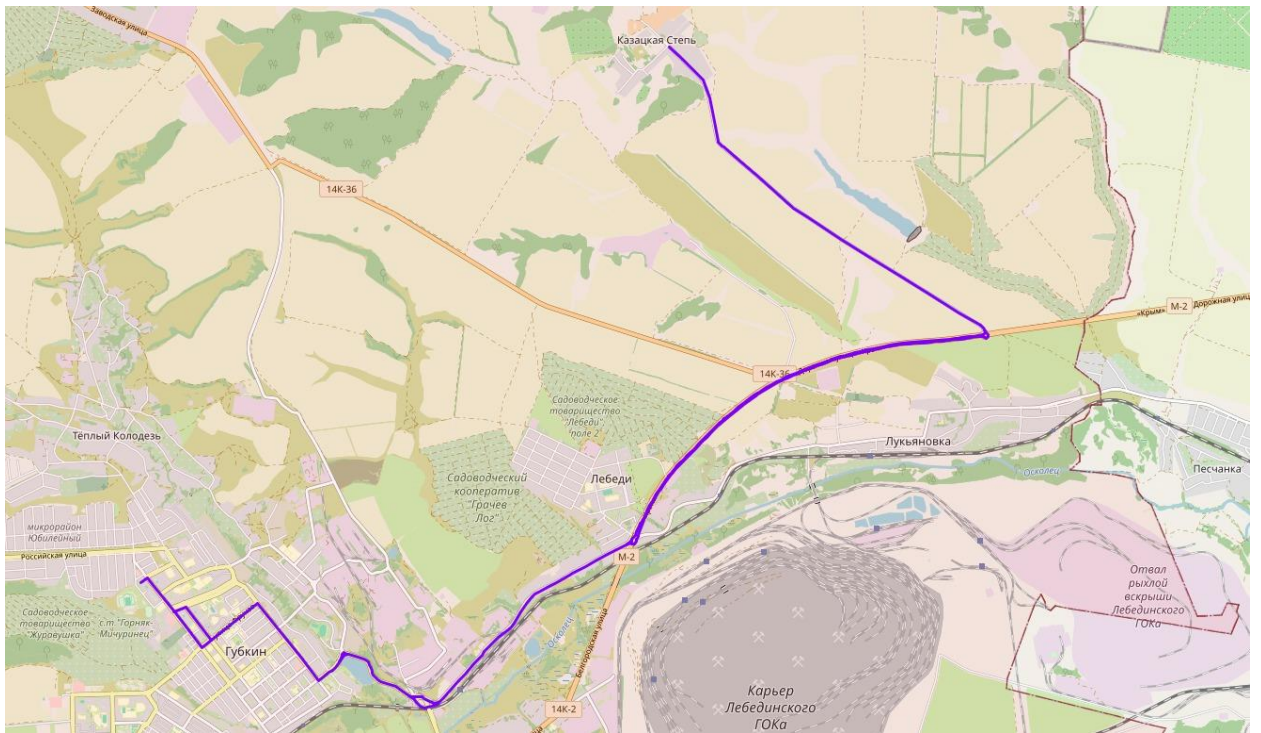 Заводская улица
Казацкая Степь
14К-36
М-2
Дорожная улица
«Крым»
14К-36
Садоводческое
товарищество
"Лебеди",
поле 2
Тёплый Колодезь
Лукьяновка
Песчанка
Осколец
Садоводческий
кооператив
"Грачев
Лог"
Лебеди
микрорайон
Юбилейный
Российская улица
М-2
Отвал
рыхлой
вскрыши
Лебединского
ГОКа
Садоводческое
товарищество
"Журавушка"
с.т "Горняк-
Мичуринец"
Осколец
Белгородская улица
Губкин
Карьер
Лебединского
ГОКа
14К-2